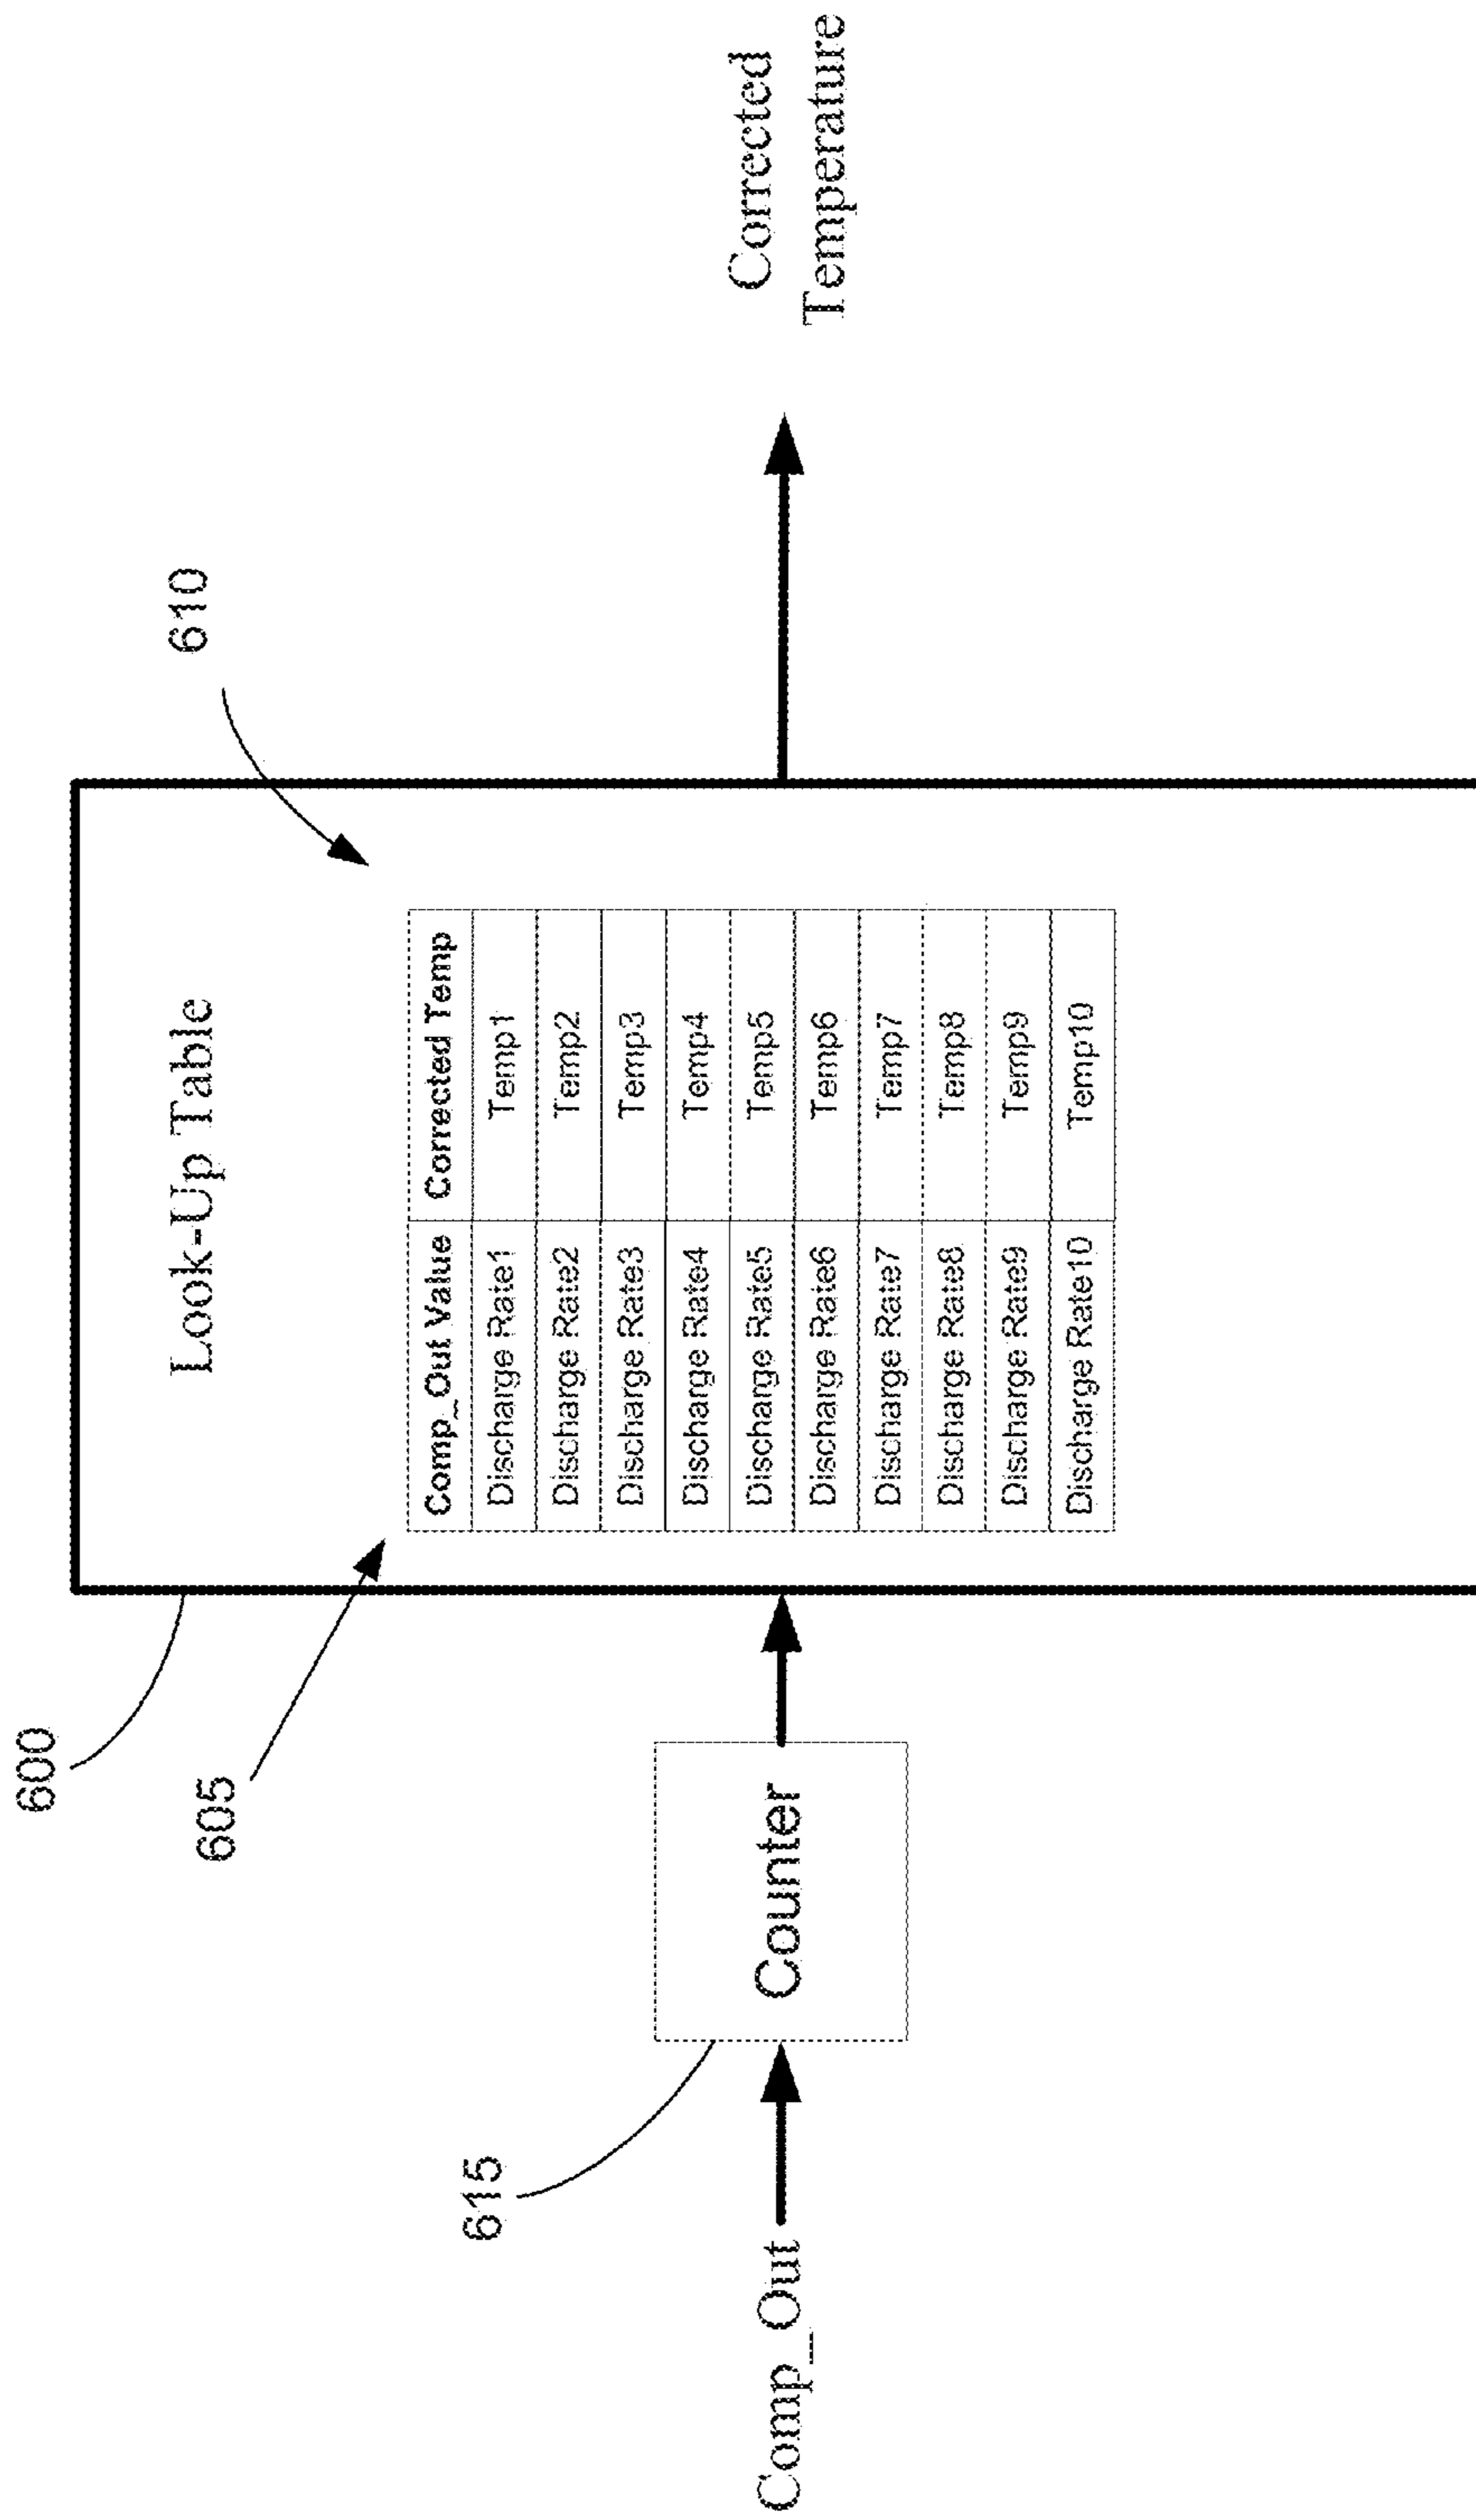 600
605
610
Look-Up Table
Comp_Out Value Corrected Temp
Discharge Rate1 Temp1
Discharge Rate2 Temp2
Discharge Rate3 Temp3
Discharge Rate4 Temp4
Discharge Rate5 Temp5
Discharge Rate6 Temp6
Discharge Rate7 Temp7
Discharge Rate8 Temp8
Discharge Rate9 Temp9
Discharge Rate10 Temp10
615
Comp_Out
Counter
Corrected
Temperature